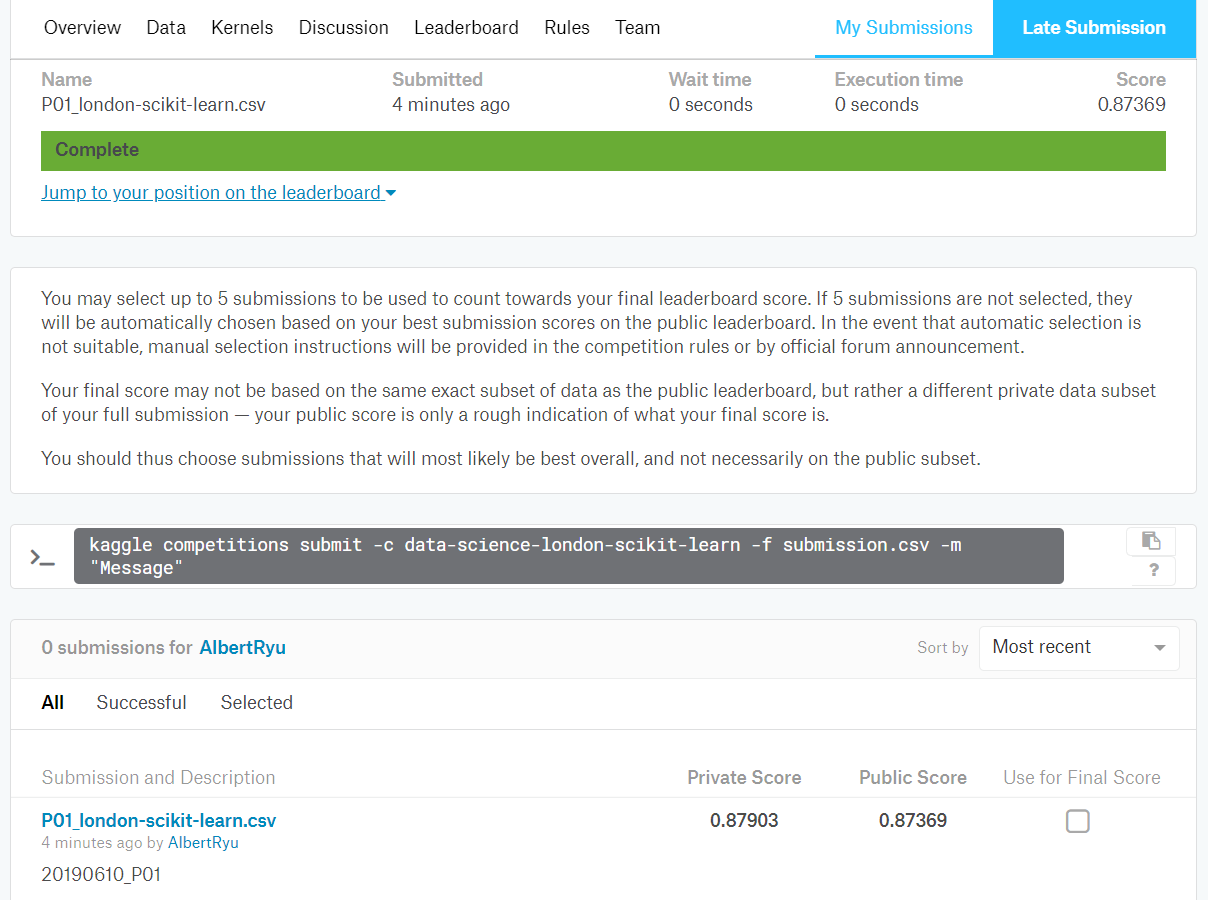 Overview Data Kernels Discussion Leaderboard Rules Team My Submissions Late Submission
Name Submitted Wait time Execution time Score
P01_london-scikit-learn.csv 4 minutes ago 0 seconds 0 seconds 0.87369
Complete
Jump to your position on the leaderboard
You may select up to 5 submissions to be used to count towards your final leaderboard score. If 5 submissions are not selected, they
will be automatically chosen based on your best submission scores on the public leaderboard. In the event that automatic selection is
not suitable, manual selection instructions will be provided in the competition rules or by official forum announcement.
Your final score may not be based on the same exact subset of data as the public leaderboard, but rather a different private data subset
of your full submission — your public score is only a rough indication of what your final score is.
You should thus choose submissions that will most likely be best overall, and not necessarily on the public subset.
>_ kaggle competitions submit -c data-science-london-scikit-learn -f submission.csv -m
"Message"
?
0 submissions for AlbertRyu Sort by Most recent
All Successful Selected
Submission and Description Private Score Public Score Use for Final Score
P01_london-scikit-learn.csv 0.87903 0.87369
4 minutes ago by AlbertRyu
20190610_P01